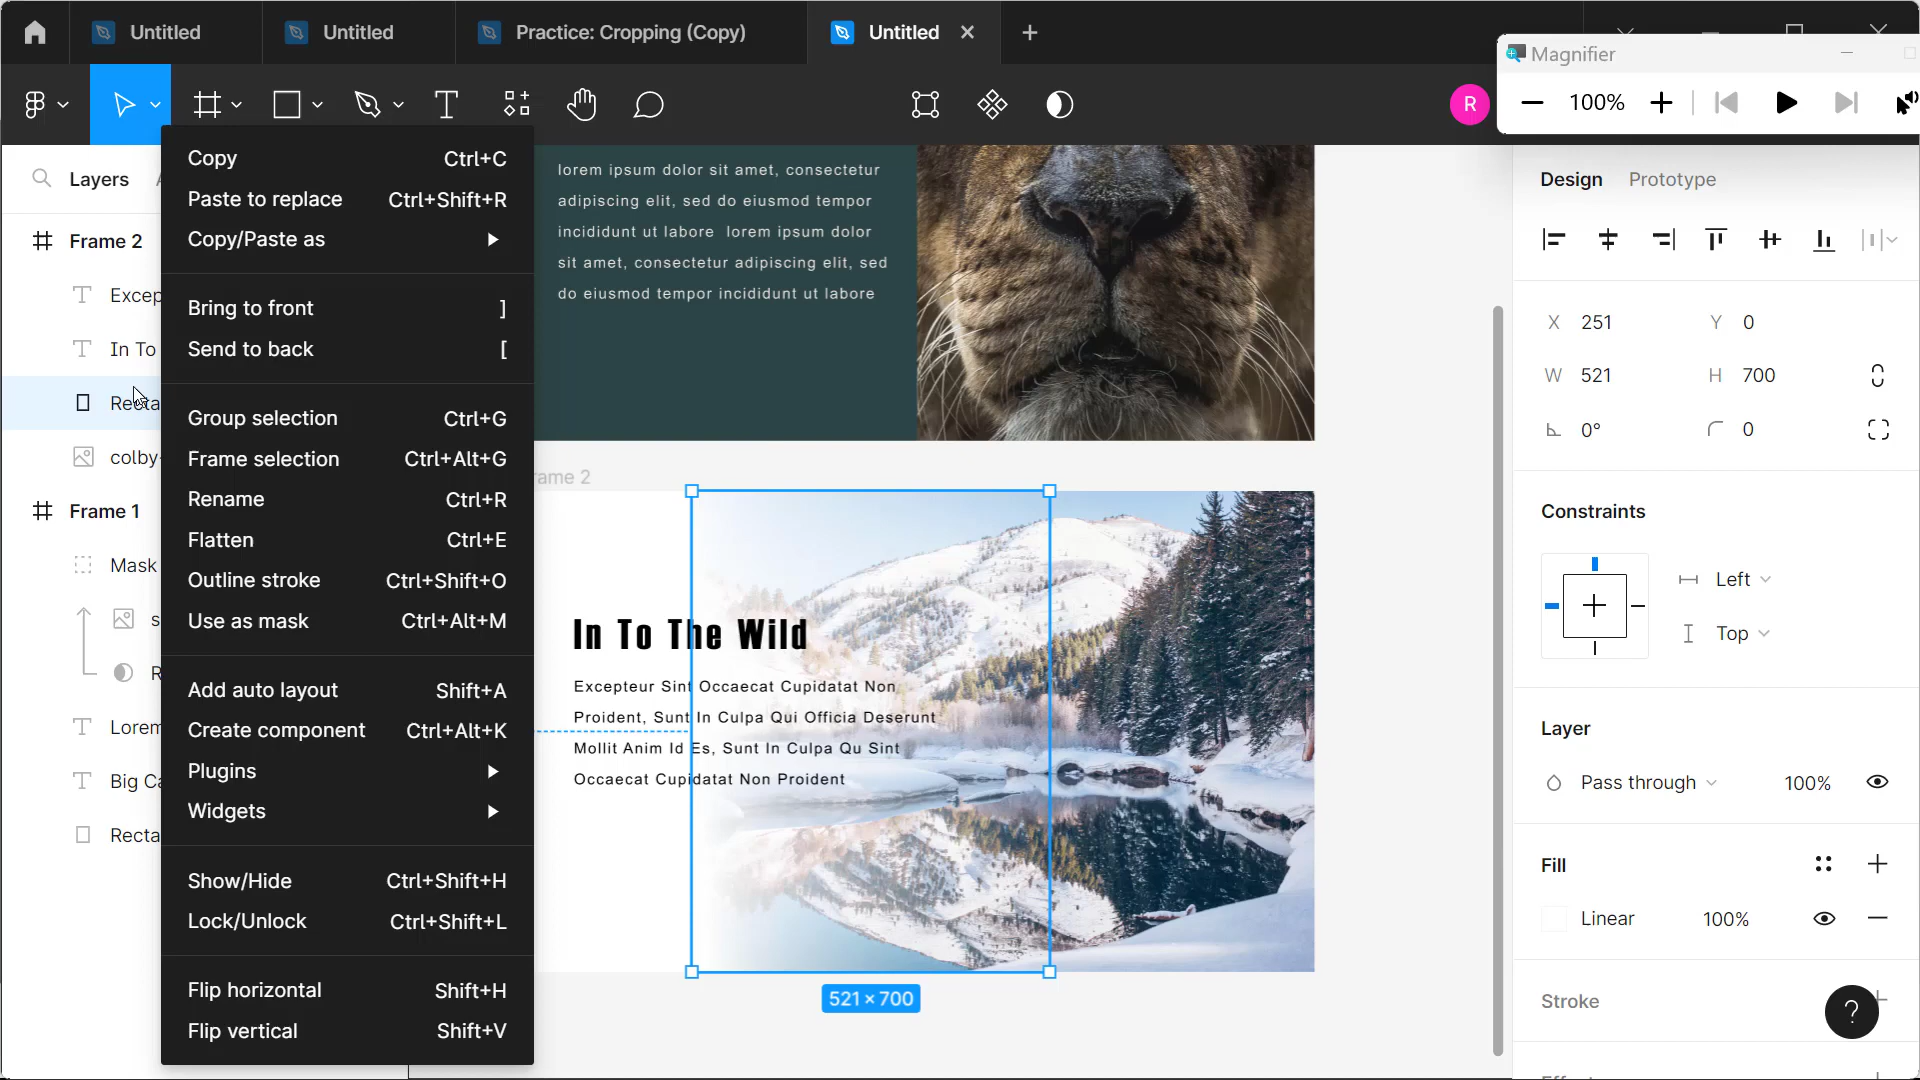 Untitled
Untitled
Practice: Cropping (Copy)
Untitled
Magnifier
R
100%
Layers
Design
Prototype
Frame 2
Excep
In To
Recta
colby-
Frame 1
Mask
Lorem
Big Ca
Recta
Copy Ctrl+C
Paste to replace Ctrl+Shift+R
Copy/Paste as
Bring to front ]
Send to back [
Group selection Ctrl+G
Frame selection Ctrl+Alt+G
Rename Ctrl+R
Flatten Ctrl+E
Outline stroke Ctrl+Shift+O
Use as mask Ctrl+Alt+M
Add auto layout Shift+A
Create component Ctrl+Alt+K
Plugins
Widgets
Show/Hide Ctrl+Shift+H
Lock/Unlock Ctrl+Shift+L
Flip horizontal Shift+H
Flip vertical Shift+V
lorem ipsum dolor sit amet, consectetur
adipiscing elit, sed do eiusmod tempor
incididunt ut labore lorem ipsum dolor
sit amet, consectetur adipiscing elit, sed
do eiusmod tempor incididunt ut labore
rame 2
In To The Wild
Excepteur Sint Occaecat Cupidatat Non
Proident, Sunt In Culpa Qui Officia Deserunt
Mollit Anim Id Es, Sunt In Culpa Qu Sint
Occaecat Cupidatat Non Proident
521 × 700
X 251 Y 0
W 521 H 700
0° 0
Constraints
Left
Top
Layer
Pass through 100%
Fill
Linear 100%
Stroke
?